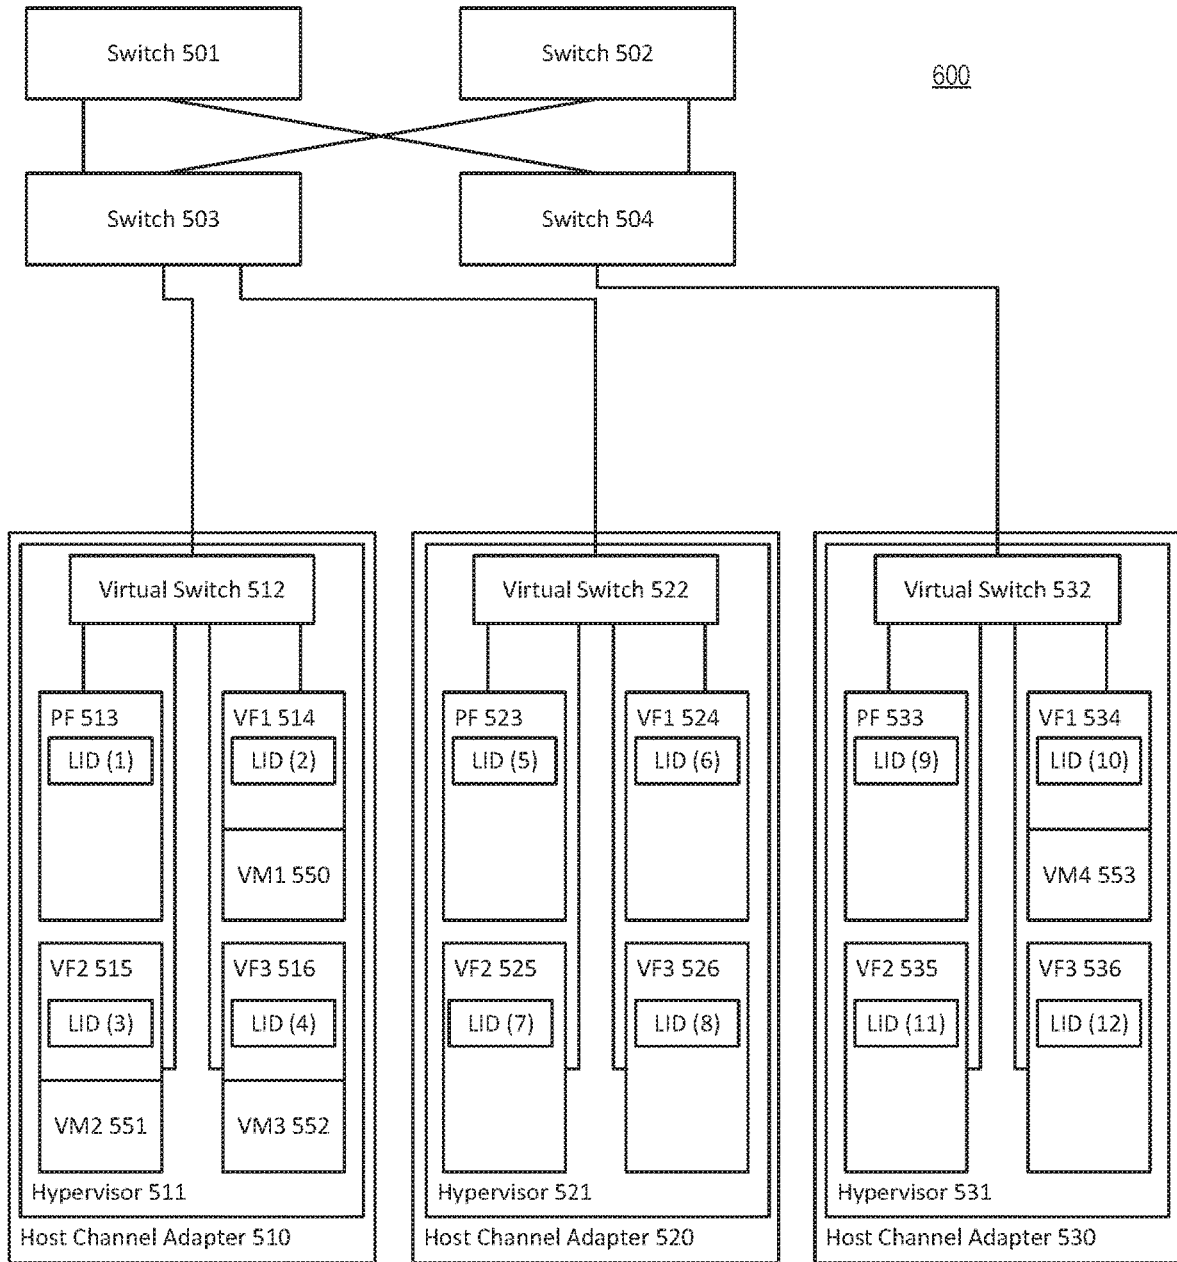 Switch 501
Switch 502
600
Switch 503
Switch 504
Virtual Switch 512
Virtual Switch 522
Virtual Switch 532
PF 513
VF1 514
PF 523
VF1 524
PF 533
VF1 534
LID (1)
LID (2)
LID (5)
LID (6)
LID (9)
LID (10)
VM1 550
VM4 553
VF2 515
VF3 516
VF2 525
VF3 526
VF2 535
VF3 536
LID (3)
LID (4)
LID (7)
LID (8)
LID (11)
LID (12)
VM2 551
VM3 552
Hypervisor 511
Hypervisor 521
Hypervisor 531
Host Channel Adapter 510
Host Channel Adapter 520
Host Channel Adapter 530